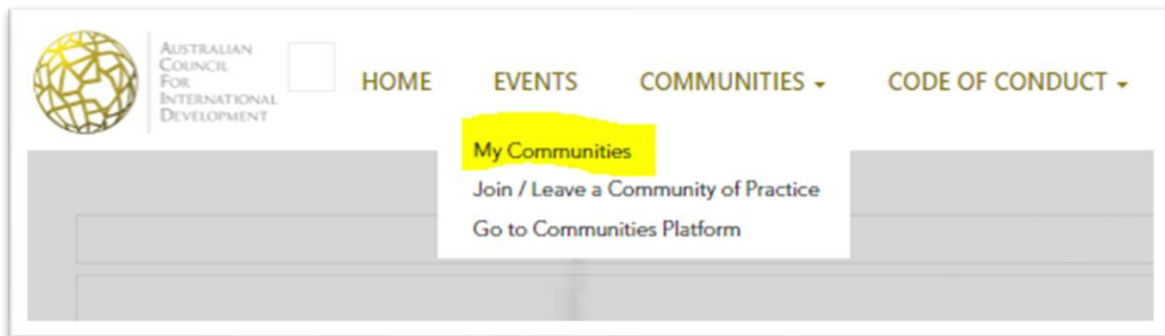 AUSTRALIAN
COUNCIL
FOR
INTERNATIONAL
DEVELOPMENT
HOME EVENTS COMMUNITIES CODE OF CONDUCT
My Communities
Join / Leave a Community of Practice
Go to Communities Platform